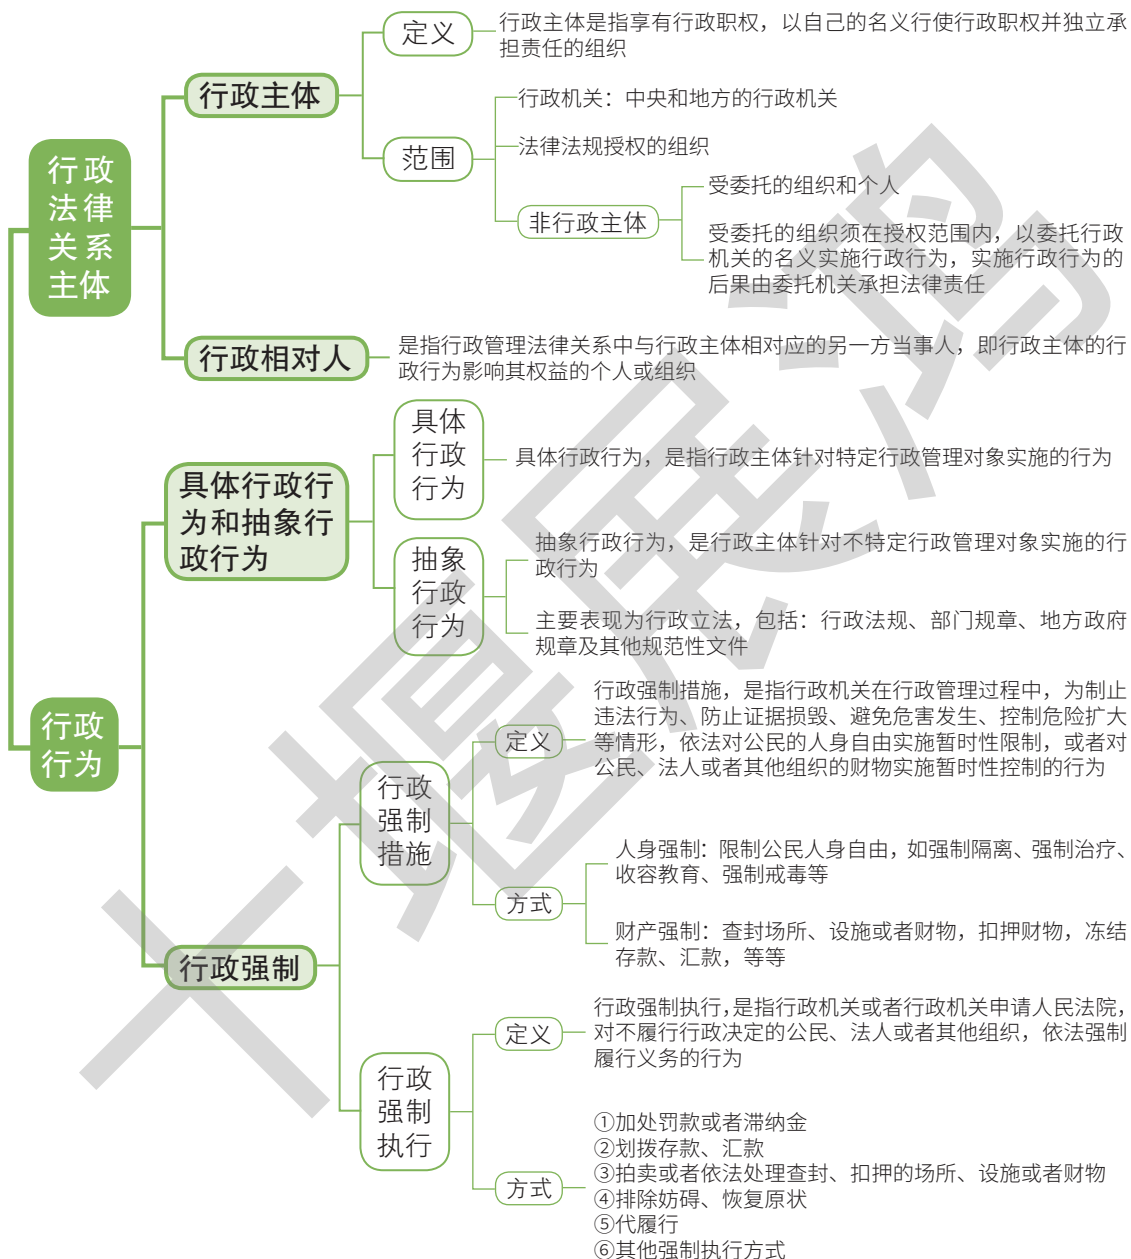 行政
法律
关系
主体
行政主体
定义
行政主体是指享有行政职权，以自己的名义行使行政职权并独立承
担责任的组织
范围
行政机关：中央和地方的行政机关
法律法规授权的组织
非行政主体
受委托的组织和个人
受委托的组织须在授权范围内，以委托行政
机关的名义实施行政行为，实施行政行为的
后果由委托机关承担法律责任
行政相对人
是指行政管理法律关系中与行政主体相对应的另一方当事人，即行政主体的行
政行为影响其权益的个人或组织
行政
行为
具体行政行
为和抽象行
政行为
具体
行政
行为
具体行政行为，是指行政主体针对特定行政管理对象实施的行为
抽象
行政
行为
抽象行政行为，是行政主体针对不特定行政管理对象实施的行
政行为
主要表现为行政立法，包括：行政法规、部门规章、地方政府
规章及其他规范性文件
行政强制
行政
强制
措施
定义
行政强制措施，是指行政机关在行政管理过程中，为制止
违法行为、防止证据损毁、避免危害发生、控制危险扩大
等情形，依法对公民的人身自由实施暂时性限制，或者对
公民、法人或者其他组织的财物实施暂时性控制的行为
方式
人身强制：限制公民人身自由，如强制隔离、强制治疗、
收容教育、强制戒毒等
财产强制：查封场所、设施或者财物，扣押财物，冻结
存款、汇款，等等
行政
强制
执行
定义
行政强制执行，是指行政机关或者行政机关申请人民法院，
对不履行行政决定的公民、法人或者其他组织，依法强制
履行义务的行为
方式
①加处罚款或者滞纳金
②划拨存款、汇款
③拍卖或者依法处理查封、扣押的场所、设施或者财物
④排除妨碍、恢复原状
⑤代履行
⑥其他强制执行方式
十堰展鸿